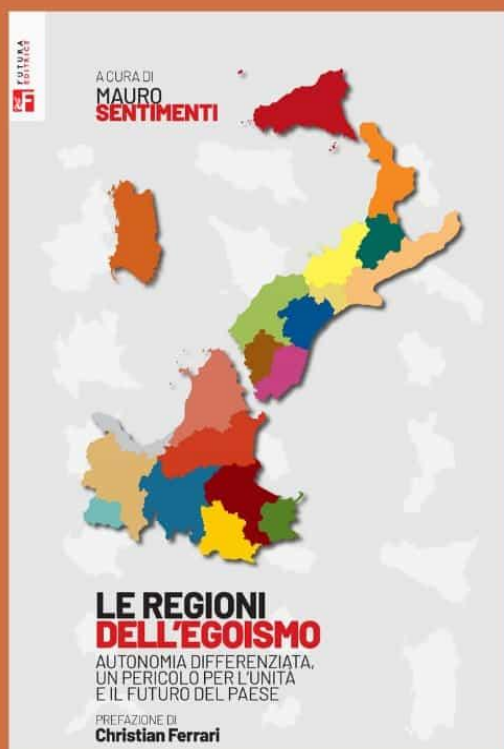 FUTURA
EDITRICE
A CURA DI
MAURO
SENTIMENTI
LE REGIONI
DELL'EGOISMO
AUTONOMIA DIFFERENZIATA,
UN PERICOLO PER L'UNITÀ
E IL FUTURO DEL PAESE
PREFAZIONE DI
Christian Ferrari